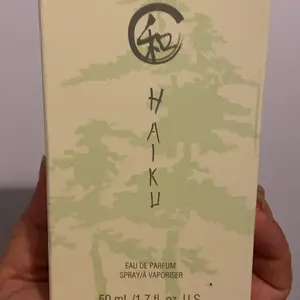 和
HAIKU
EAU DE PARFUM
SPRAY/À VAPORISER
50 mL/1.7 fl. oz. U.S.